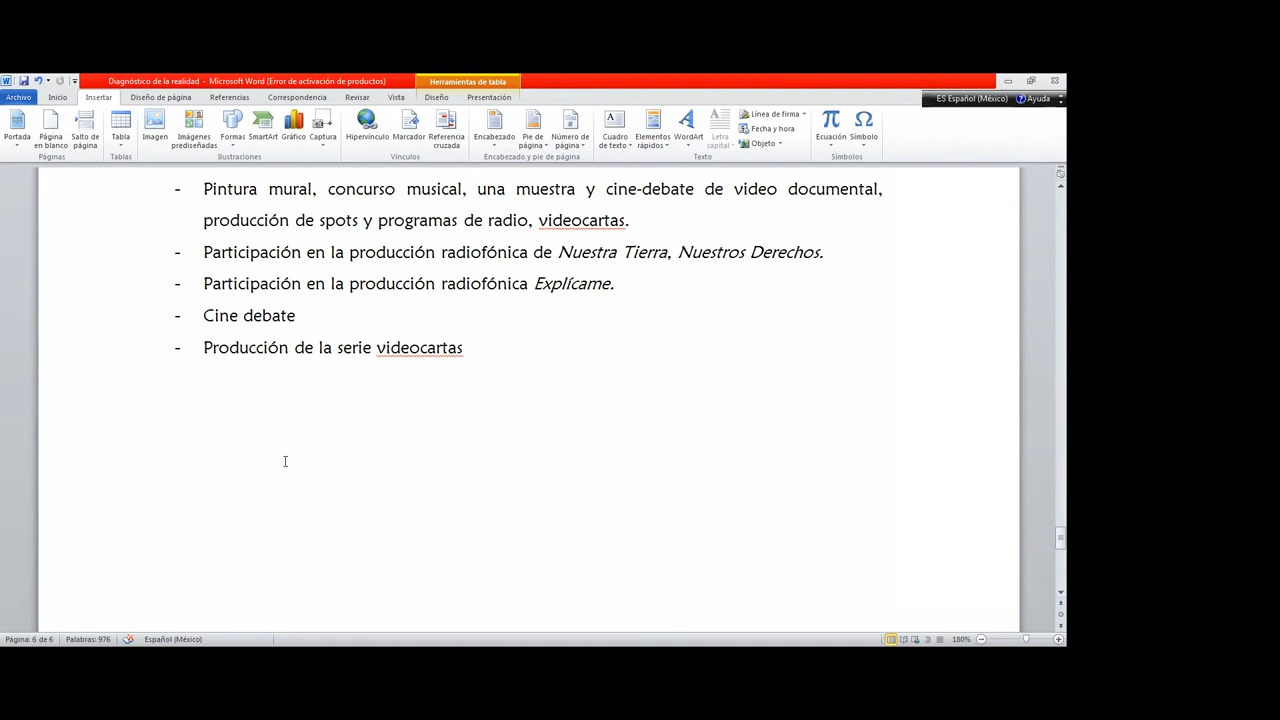 Diagnóstico de la realidad - Microsoft Word (Error de activación de productos)
Herramientas de tabla
Archivo Inicio Insertar Diseño de página Referencias Correspondencia Revisar Vista Diseño Presentación
ES Español (México) Ayuda
Portada Página en blanco Salto de página
Páginas
Tabla
Tablas
Imagen Imágenes prediseñadas Formas SmartArt Gráfico Captura
Ilustraciones
Hipervínculo Marcador Referencia cruzada
Vínculos
Encabezado Pie de página Número de página
Encabezado y pie de página
Cuadro de texto Elementos rápidos WordArt Letra capital
Línea de firma
Fecha y hora
Objeto
Texto
Ecuación Símbolo
Símbolos
- Pintura mural, concurso musical, una muestra y cine-debate de video documental,
producción de spots y programas de radio, videocartas.
- Participación en la producción radiofónica de Nuestra Tierra, Nuestros Derechos.
- Participación en la producción radiofónica Explícame.
- Cine debate
- Producción de la serie videocartas
Página: 6 de 6 Palabras: 976 Español (México) 180%